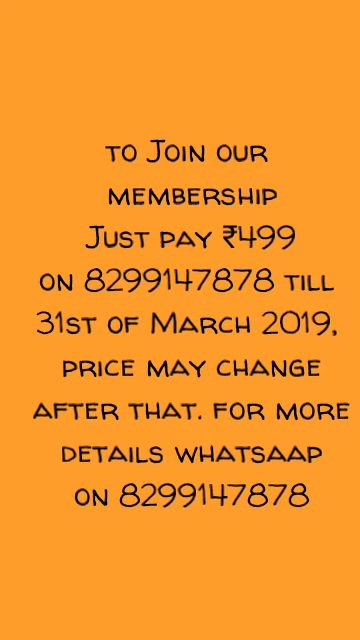 to Join our
membership
Just pay ₹499
on 8299147878 till
31st of March 2019,
price may change
after that. for more
details whatsaap
on 8299147878